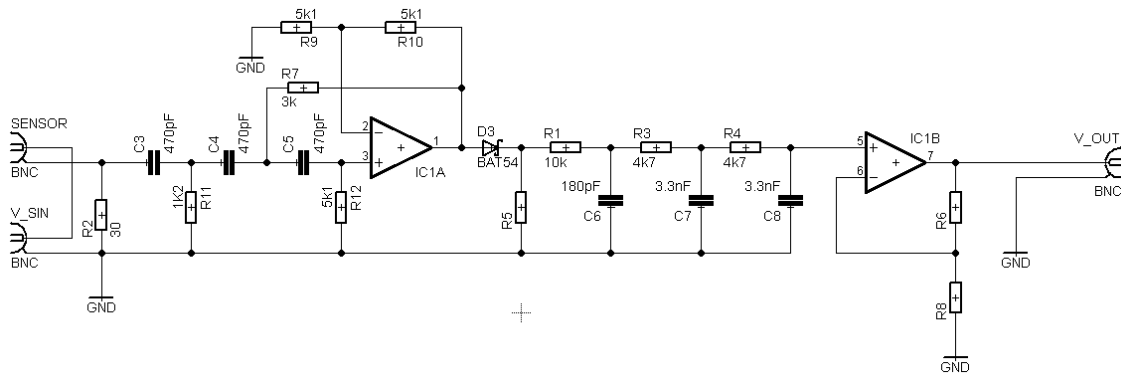 5k1
R9
5k1
R10
GND
R7
3k
SENSOR
BNC
V_SIN
BNC
R2
30
GND
C3
470pF
1K2
R11
C4
470pF
C5
470pF
5k1
R12
2
3
1
IC1A
D3
BAT54
R5
R1
10k
180pF
C6
R3
4k7
3.3nF
C7
R4
4k7
3.3nF
C8
5
6
7
IC1B
R6
R8
GND
V_OUT
BNC
GND